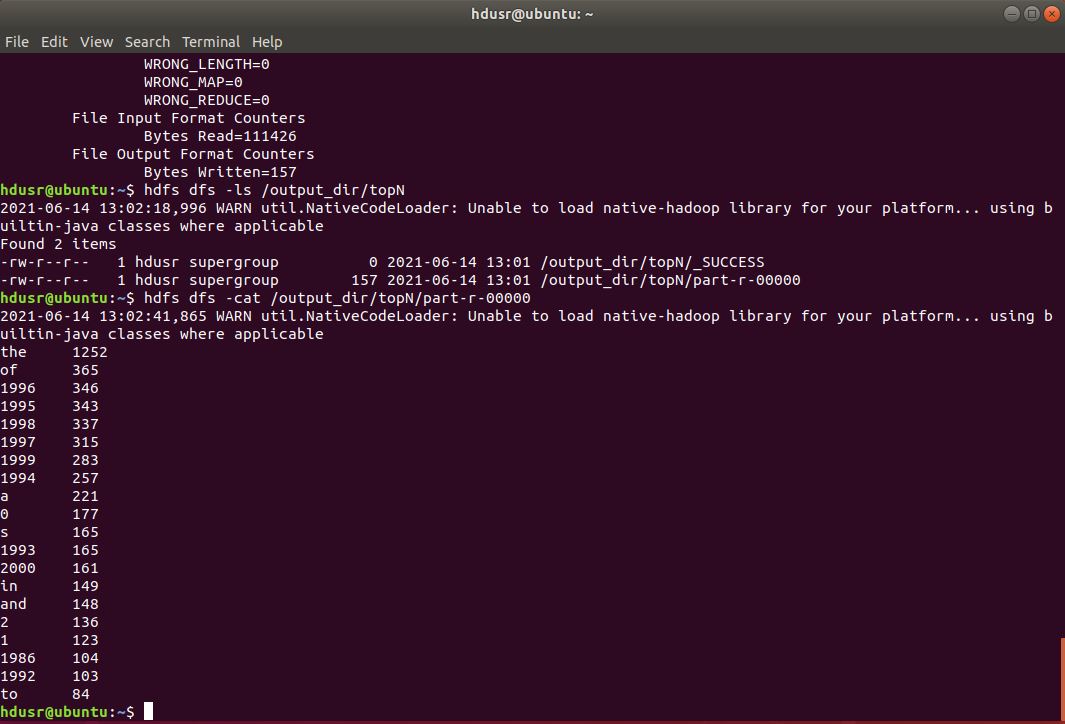 hdusr@ubuntu: ~
File Edit View Search Terminal Help
WRONG_LENGTH=0
WRONG_MAP=0
WRONG_REDUCE=0
File Input Format Counters
Bytes Read=111426
File Output Format Counters
Bytes Written=157
hdusr@ubuntu:~$ hdfs dfs -ls /output_dir/topN
2021-06-14 13:02:18,996 WARN util.NativeCodeLoader: Unable to load native-hadoop library for your platform... using b
uiltin-java classes where applicable
Found 2 items
-rw-r--r--   1 hdusr supergroup          0 2021-06-14 13:01 /output_dir/topN/_SUCCESS
-rw-r--r--   1 hdusr supergroup        157 2021-06-14 13:01 /output_dir/topN/part-r-00000
hdusr@ubuntu:~$ hdfs dfs -cat /output_dir/topN/part-r-00000
2021-06-14 13:02:41,865 WARN util.NativeCodeLoader: Unable to load native-hadoop library for your platform... using b
uiltin-java classes where applicable
the     1252
of      365
1996    346
1995    343
1998    337
1997    315
1999    283
1994    257
a       221
0       177
s       165
1993    165
2000    161
in      149
and     148
2       136
1       123
1986    104
1992    103
to      84
hdusr@ubuntu:~$